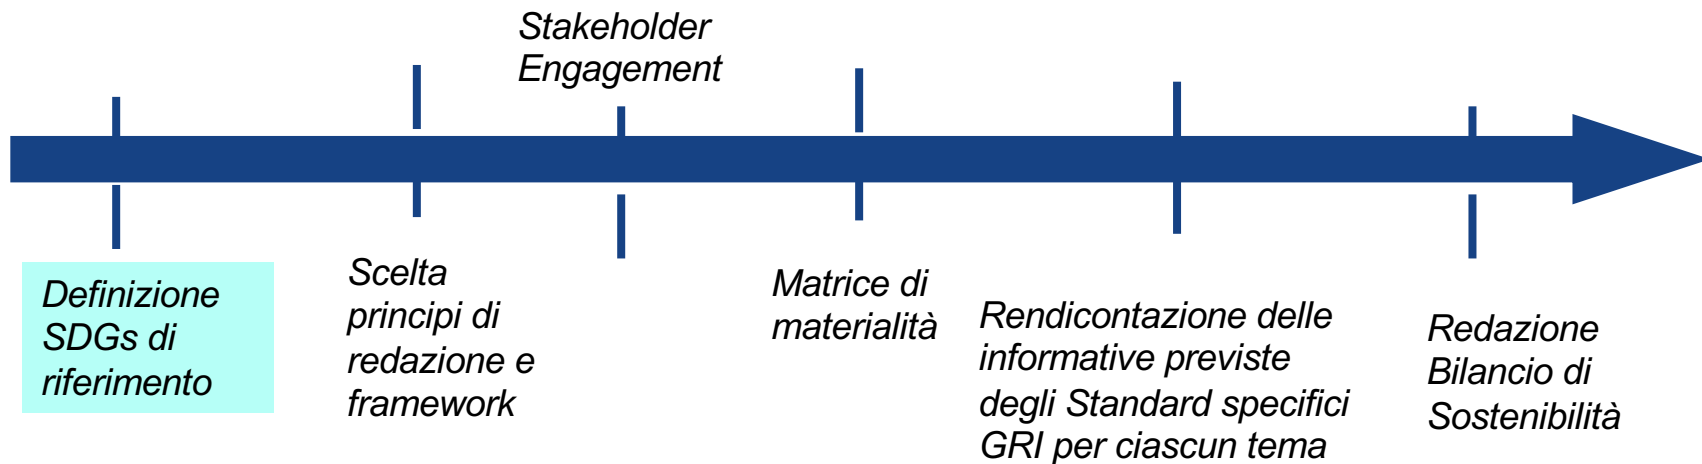 Stakeholder
Engagement
Definizione
SDGs di
riferimento
Scelta
principi di
redazione e
framework
Matrice di
materialità
Rendicontazione delle
informative previste
degli Standard specifici
GRI per ciascun tema
Redazione
Bilancio di
Sostenibilità